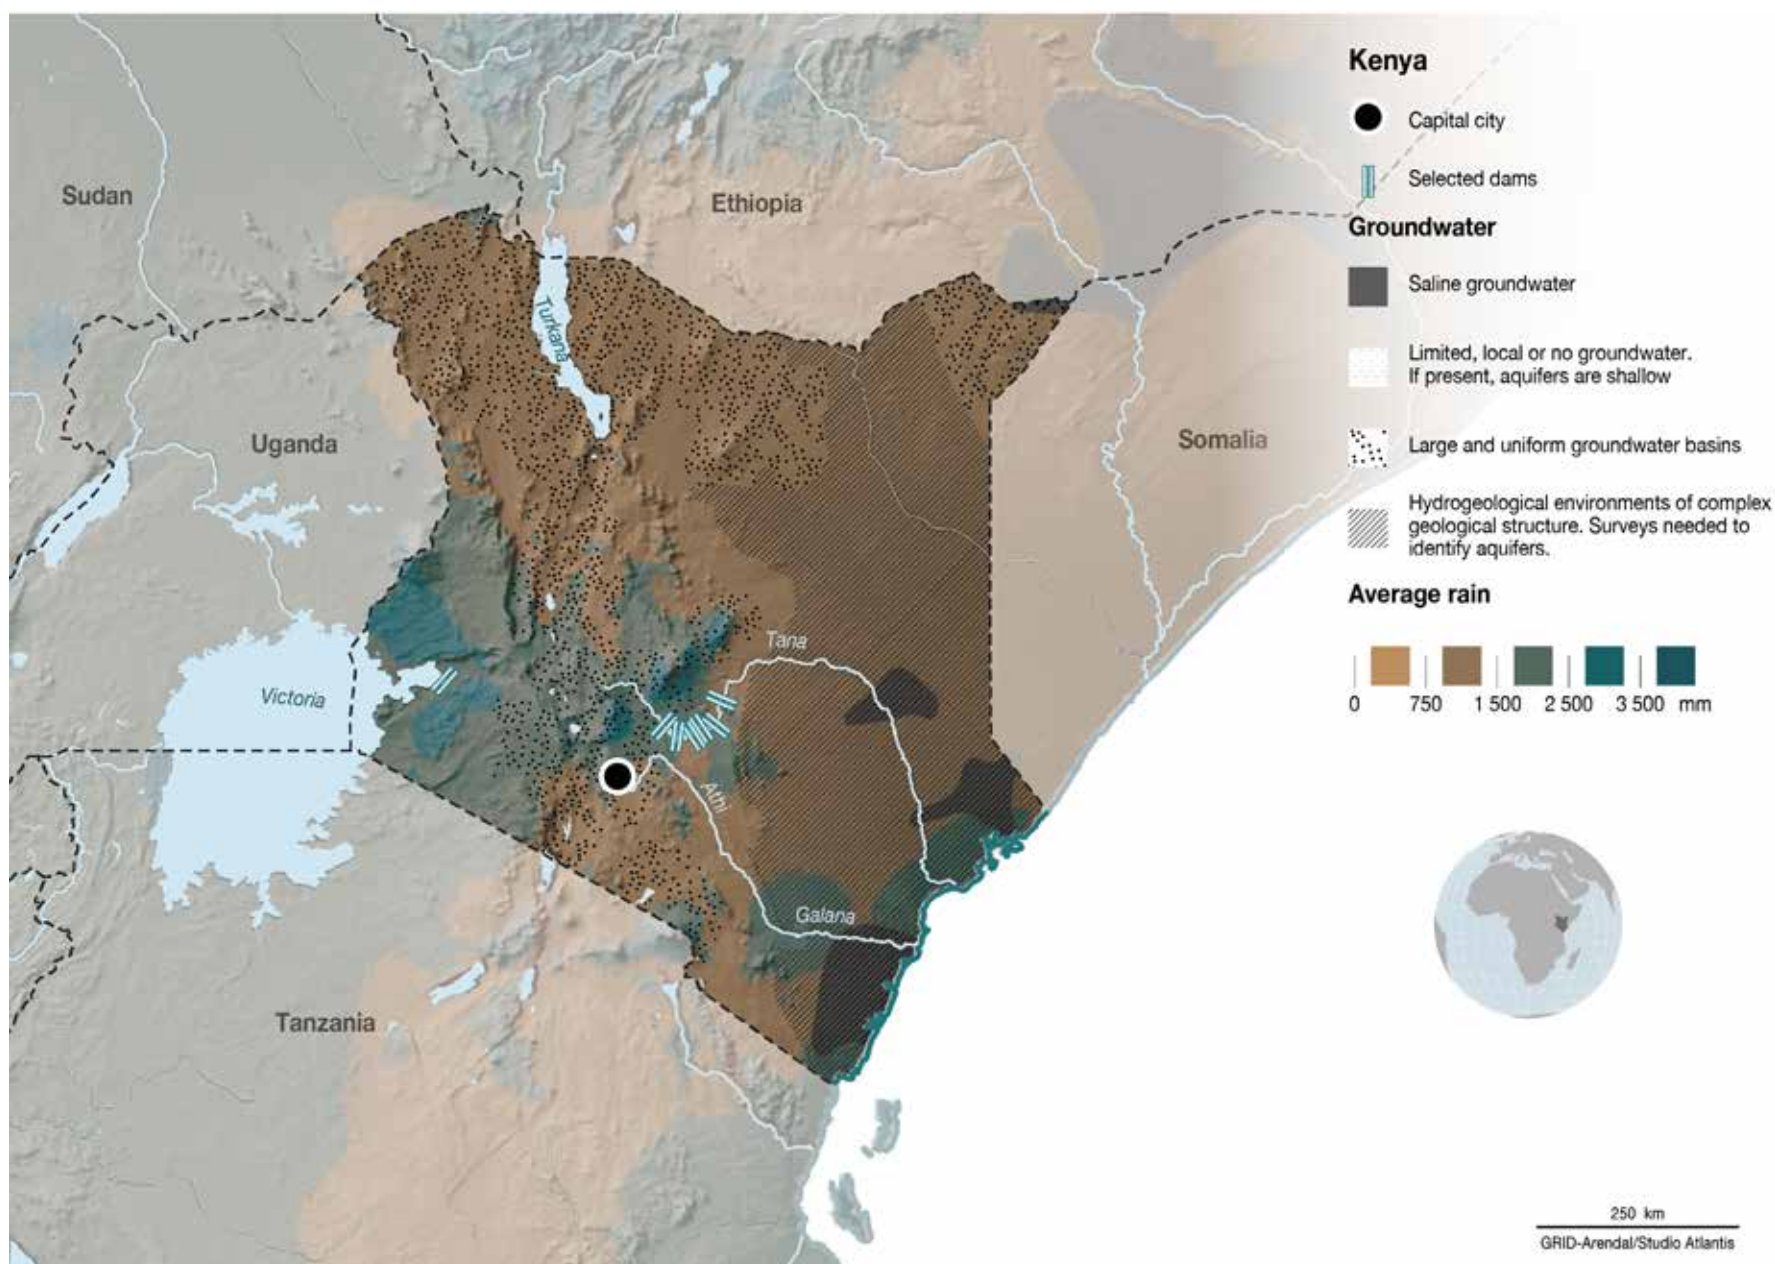 Kenya
Capital city
Selected dams
Groundwater
Saline groundwater
Limited, local or no groundwater.
If present, aquifers are shallow
Large and uniform groundwater basins
Hydrogeological environments of complex
geological structure. Surveys needed to
identify aquifers.
Average rain
0 750 1 500 2 500 3 500 mm
Sudan
Ethiopia
Turkana
Uganda
Somalia
Tana
Victoria
Athi
Galana
Tanzania
250 km
GRID-Arendal/Studio Atlantis